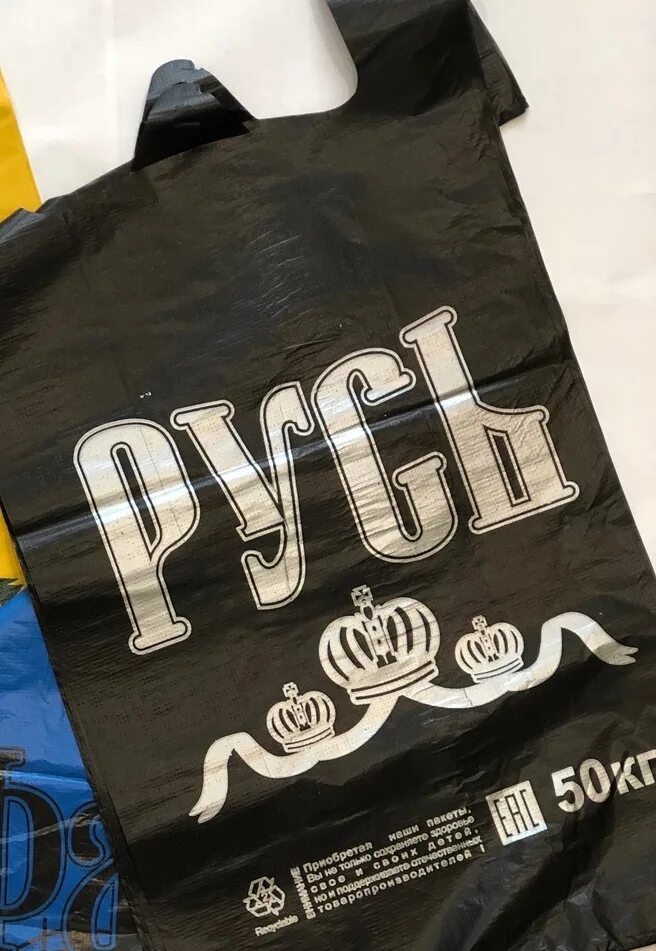 РУСЬ
50кг
EAC
ВНИМАНИЕ
Приобретая наши пакеты,
Вы не только сохраняете здоровье
свое и своих детей,
но и поддерживаете отечественных
товаропроизводителей !
Recyclable